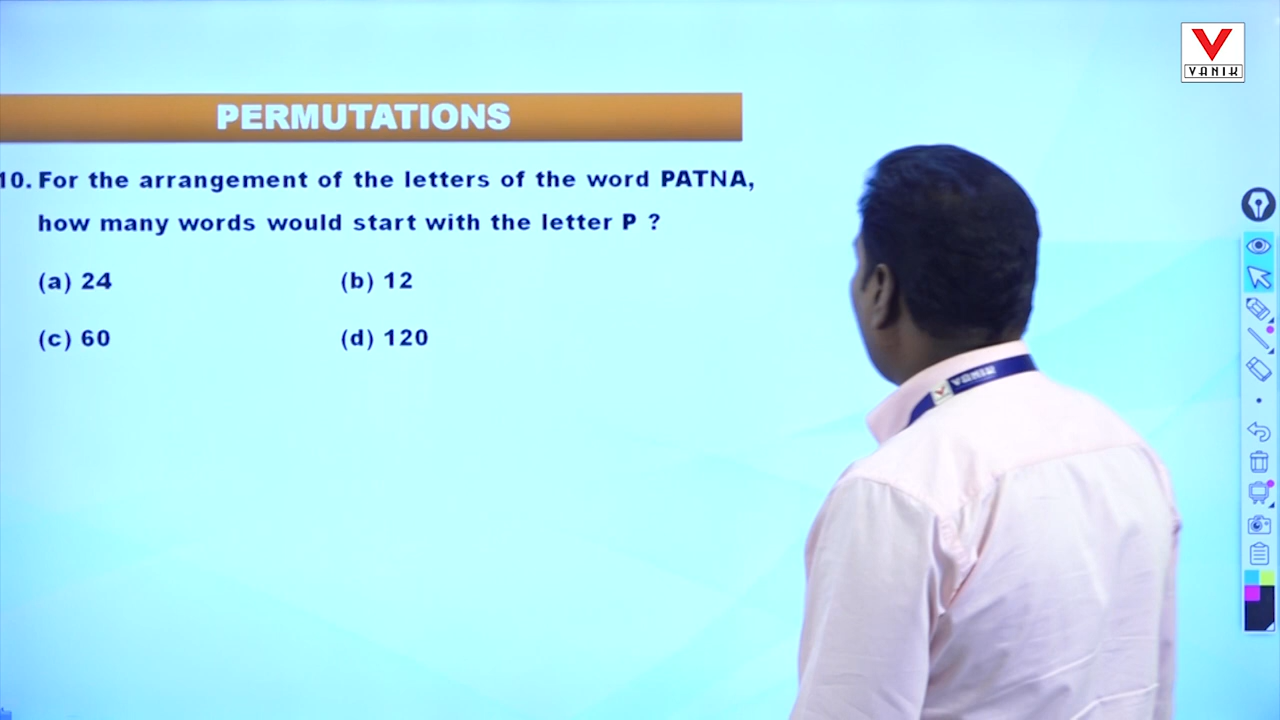 VANIK
PERMUTATIONS
10. For the arrangement of the letters of the word PATNA,
how many words would start with the letter P ?
(a) 24 (b) 12
(c) 60 (d) 120
VANIK